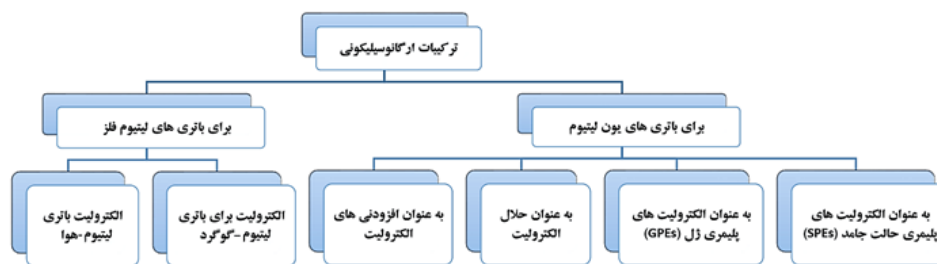 ترکیبات ارگانوسیلیکونی
برای باتری های یون لیتیوم
برای باتری های لیتیوم فلز
به عنوان الکترولیت های
پلیمری حالت جامد (SPEs)
به عنوان الکترولیت های
پلیمری ژل (GPEs)
به عنوان حلال
الکترولیت
به عنوان افزودنی های
الکترولیت
الکترولیت برای باتری
لیتیوم -گوگرد
الکترولیت باتری
لیتیوم-هوا